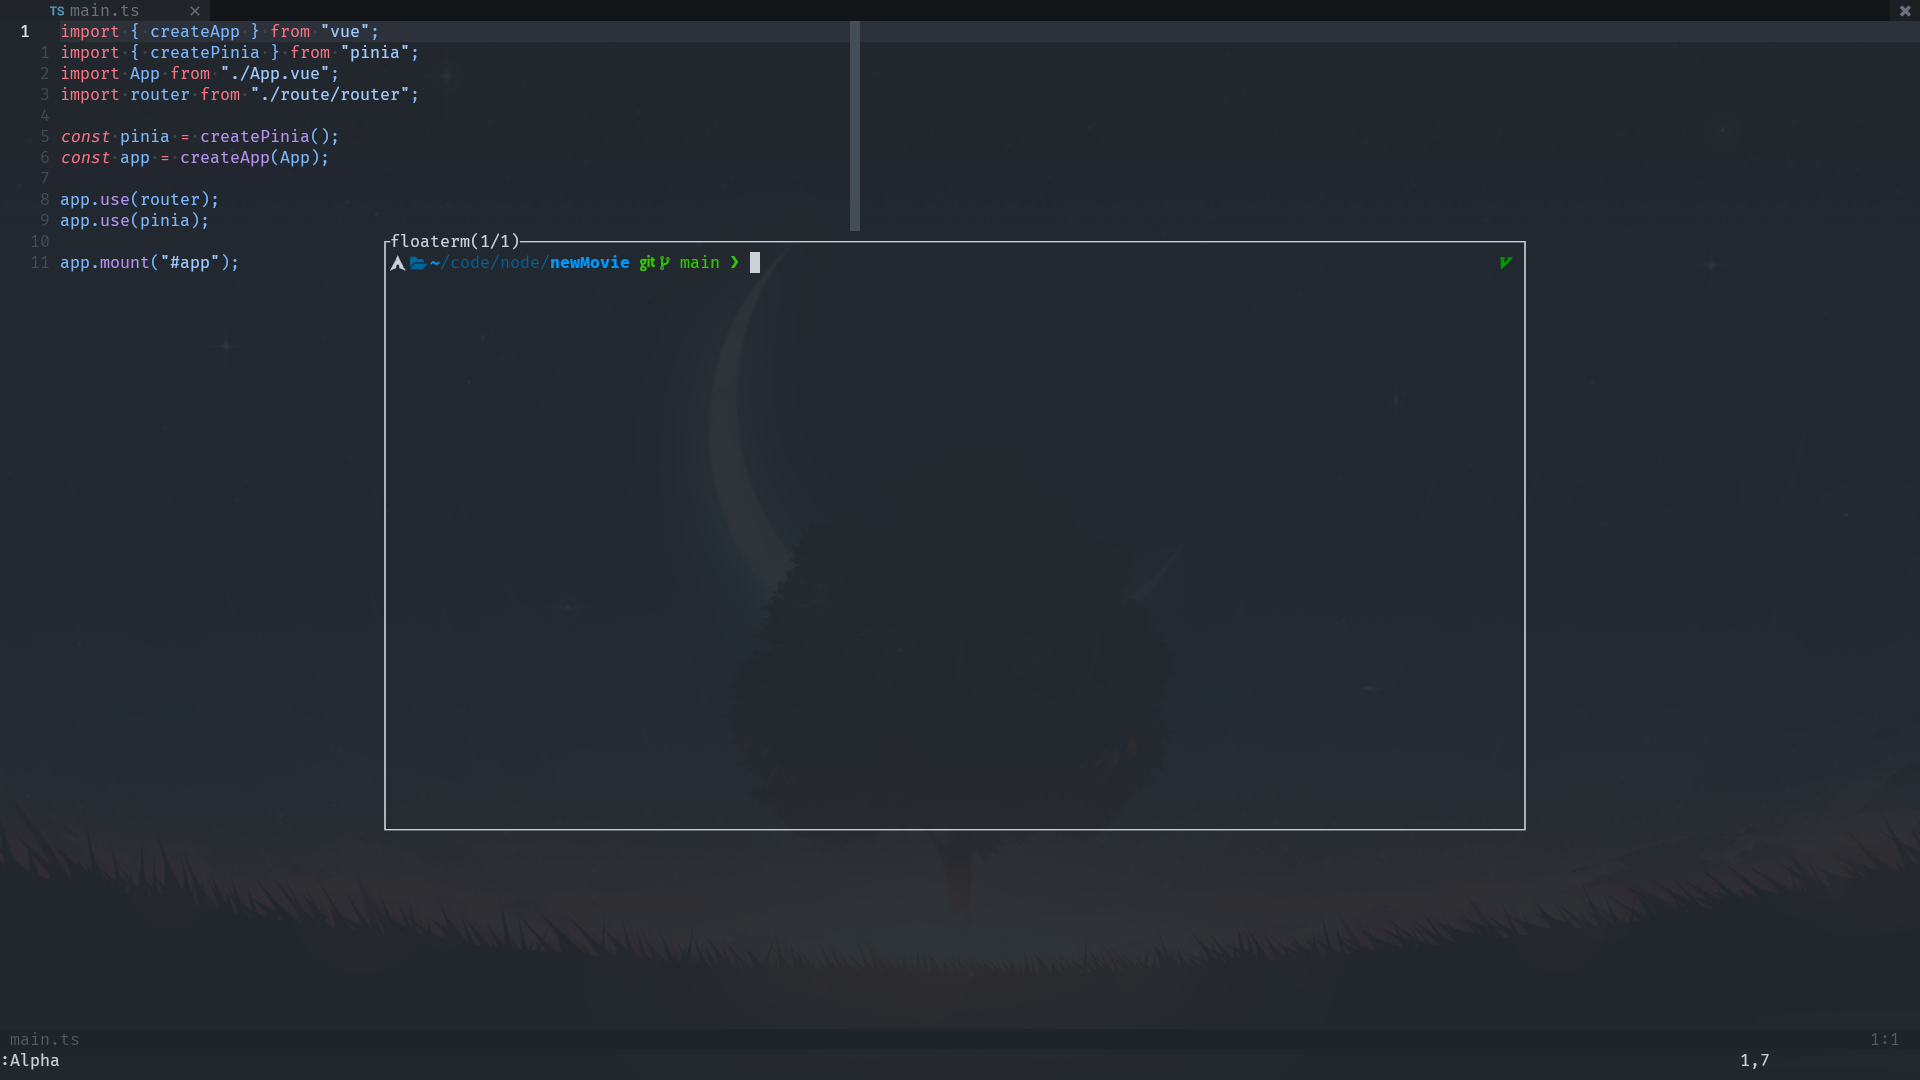 TS main.ts ×
1 import { createApp } from "vue";
1 import { createPinia } from "pinia";
2 import App from "./App.vue";
3 import router from "./route/router";
4
5 const pinia = createPinia();
6 const app = createApp(App);
7
8 app.use(router);
9 app.use(pinia);
10
11 app.mount("#app");
floaterm(1/1)
~/code/node/newMovie git main ❯
main.ts 1:1
:Alpha 1,7